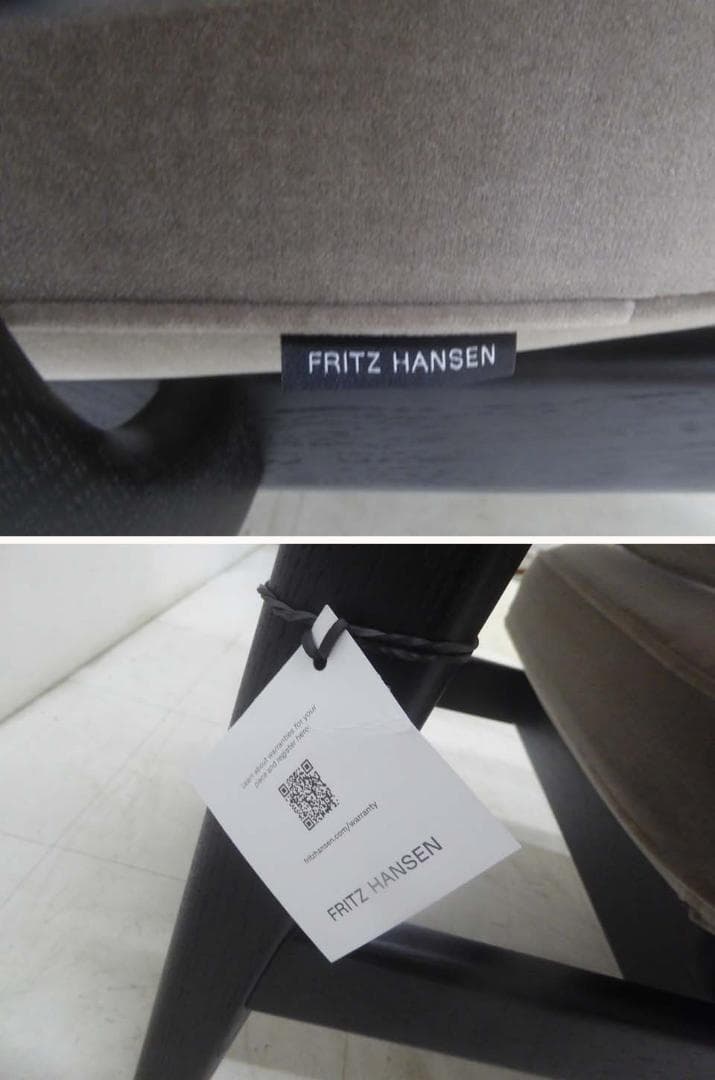 FRITZ HANSEN
Learn about warranties for your
piece and register here:
fritzhansen.com/warranty
FRITZ HANSEN